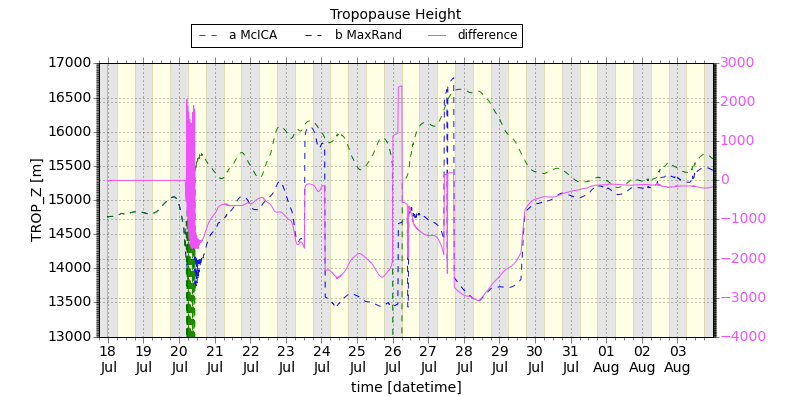 Tropopause Height
a McICA b MaxRand difference
17000
16500
16000
15500
15000
14500
14000
13500
13000
TROP_Z [m]
3000
2000
1000
0
−1000
−2000
−3000
−4000
18 19 20 21 22 23 24 25 26 27 28 29 30 31 01 02 03
Jul Jul Jul Jul Jul Jul Jul Jul Jul Jul Jul Jul Jul Jul Aug Aug Aug
time [datetime]